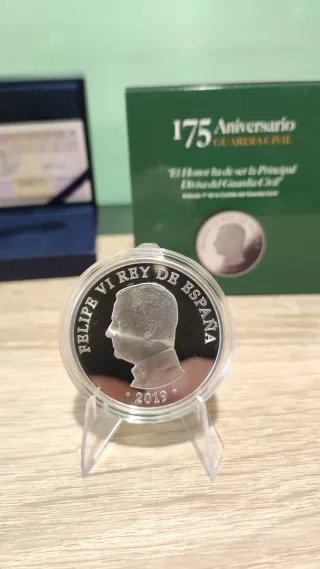 175 Aniversario
GUARDIA CIVIL
"El Honor ha de ser la Principal
Divisa del Guardia Civil"
FELIPE VI REY DE ESPAÑA
2019